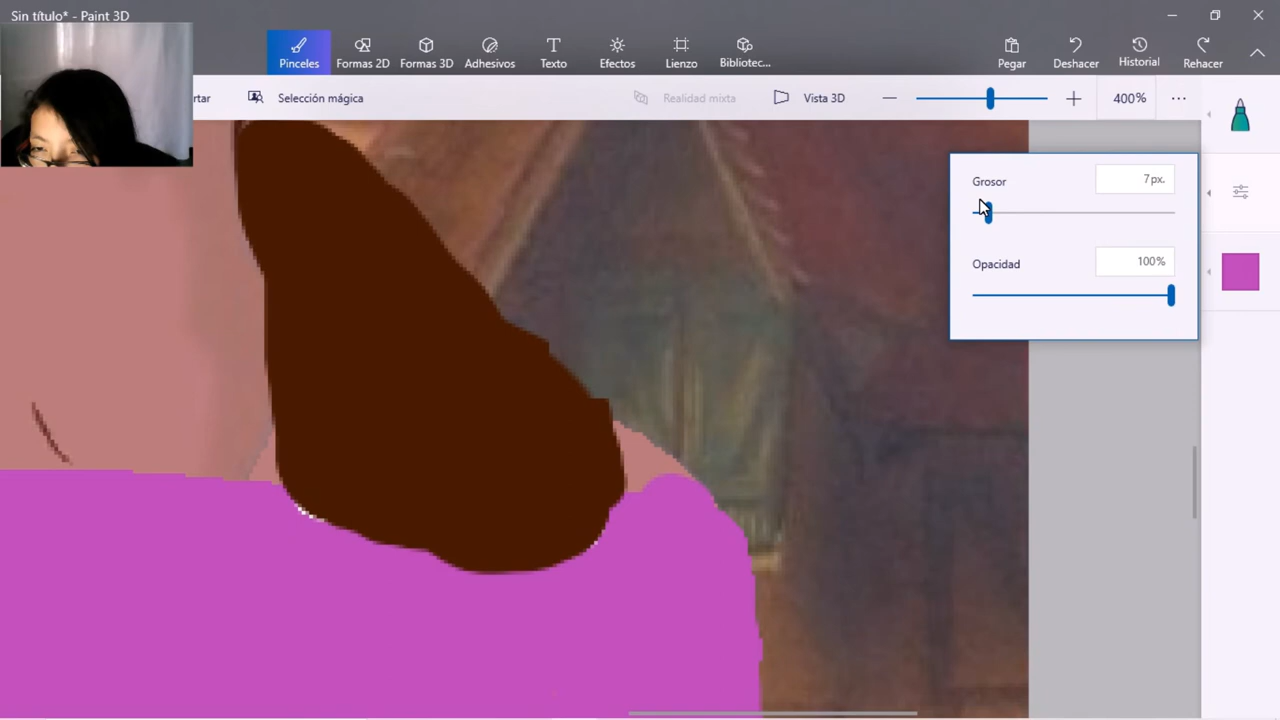 Sin título* - Paint 3D
Pinceles
Formas 2D
Formas 3D
Adhesivos
Texto
Efectos
Lienzo
Bibliotec...
Pegar
Deshacer
Historial
Rehacer
rtar
Selección mágica
Realidad mixta
Vista 3D
400%
Grosor
7px.
Opacidad
100%